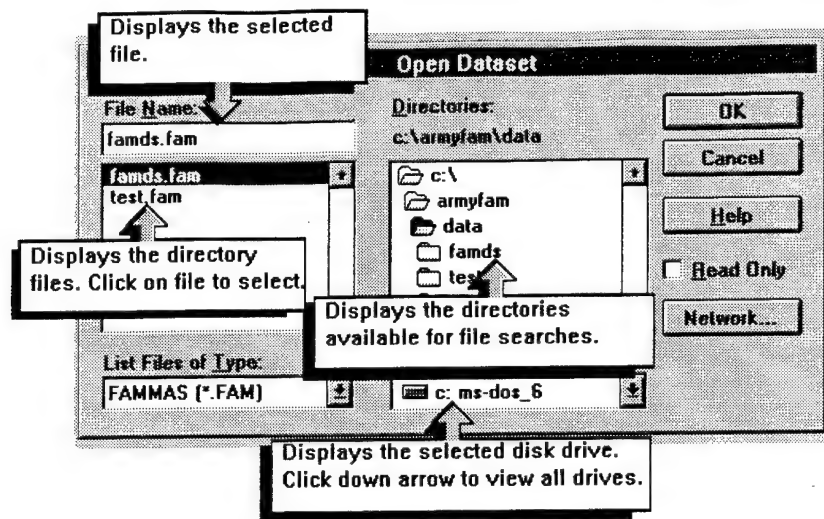 Displays the selected
file.
Open Dataset
File Name:
famds.fam
famds.fam
test.fam
Displays the directory
files. Click on file to select.
List Files of Type:
FAMMAS (*.FAM)
Directories:
c:\armyfam\data
c:\
armyfam
data
famds
Displays the directories
available for file searches.
c: ms-dos_6
Displays the selected disk drive.
Click down arrow to view all drives.
OK
Cancel
Help
Read Only
Network...